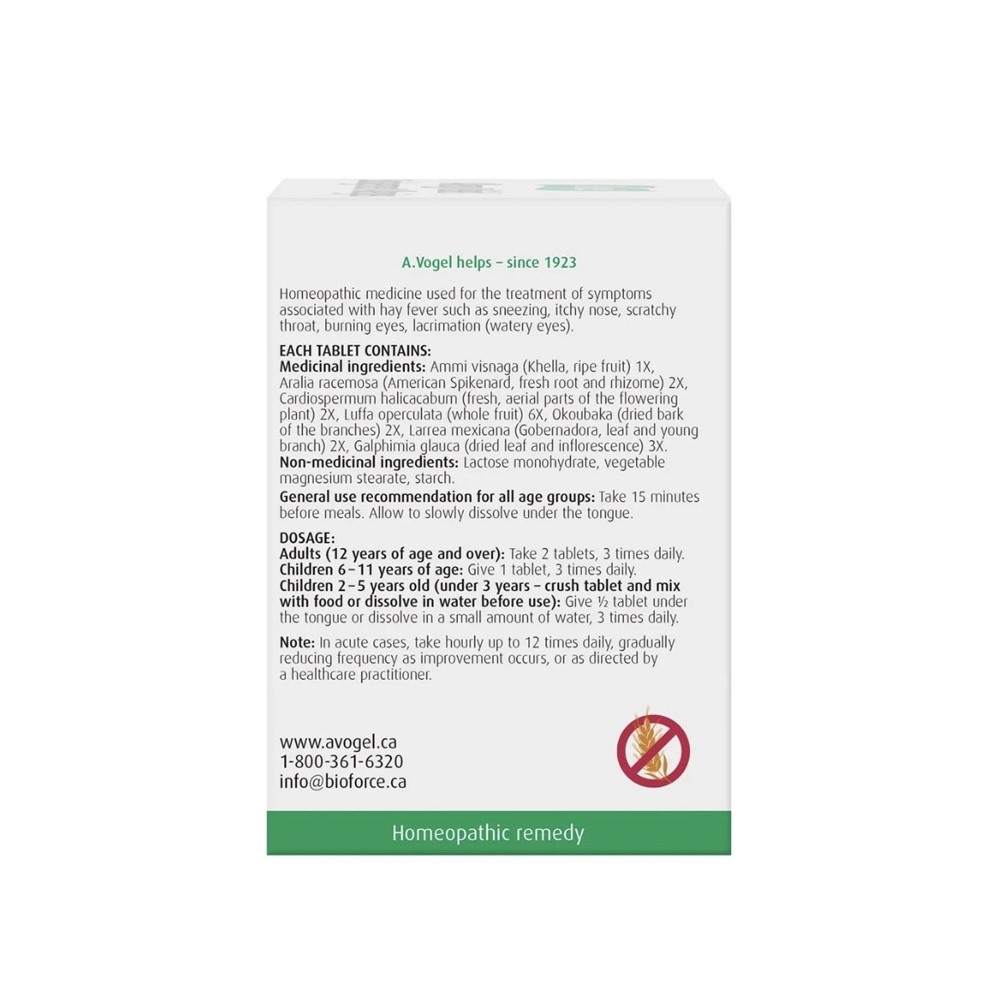 A.Vogel helps – since 1923
Homeopathic medicine used for the treatment of symptoms
associated with hay fever such as sneezing, itchy nose, scratchy
throat, burning eyes, lacrimation (watery eyes).
EACH TABLET CONTAINS:
Medicinal ingredients: Ammi visnaga (Khella, ripe fruit) 1X,
Aralia racemosa (American Spikenard, fresh root and rhizome) 2X,
Cardiospermum halicacabum (fresh, aerial parts of the flowering
plant) 2X, Luffa operculata (whole fruit) 6X, Okoubaka (dried bark
of the branches) 2X, Larrea mexicana (Gobernadora, leaf and young
branch) 2X, Galphimia glauca (dried leaf and inflorescence) 3X.
Non-medicinal ingredients: Lactose monohydrate, vegetable
magnesium stearate, starch.
General use recommendation for all age groups: Take 15 minutes
before meals. Allow to slowly dissolve under the tongue.
DOSAGE:
Adults (12 years of age and over): Take 2 tablets, 3 times daily.
Children 6–11 years of age: Give 1 tablet, 3 times daily.
Children 2–5 years old (under 3 years – crush tablet and mix
with food or dissolve in water before use): Give ½ tablet under
the tongue or dissolve in a small amount of water, 3 times daily.
Note: In acute cases, take hourly up to 12 times daily, gradually
reducing frequency as improvement occurs, or as directed by
a healthcare practitioner.
www.avogel.ca
1-800-361-6320
info@bioforce.ca
Homeopathic remedy